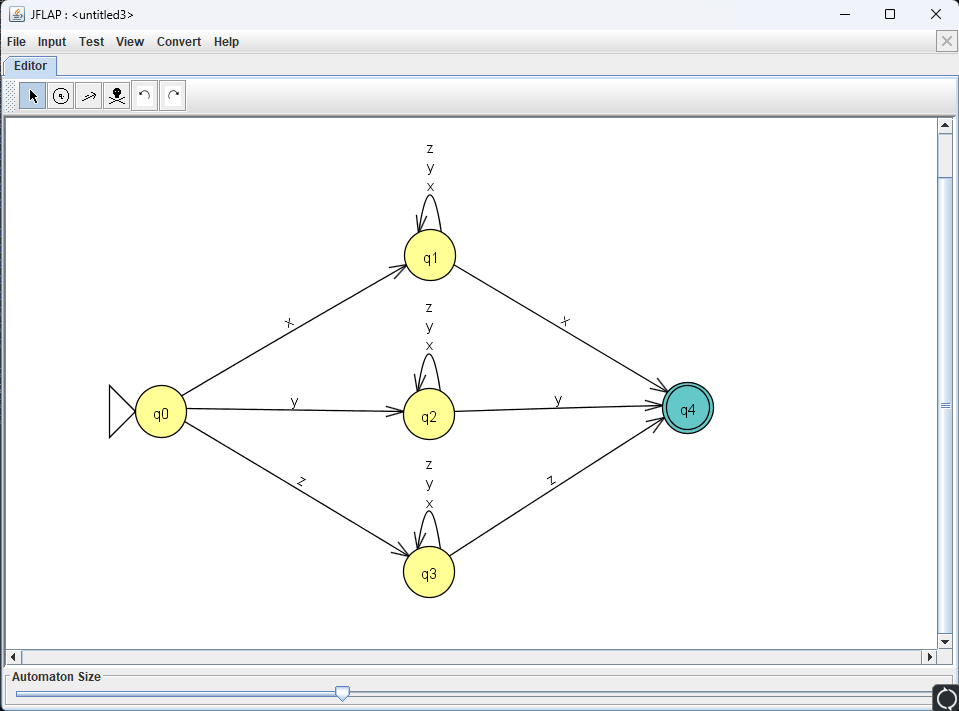 JFLAP : <untitled3>
File Input Test View Convert Help
Editor
z
y
x
q1
x
x
z
y
x
q0
y
q2
y
q4
z
y
x
z
z
q3
Automaton Size